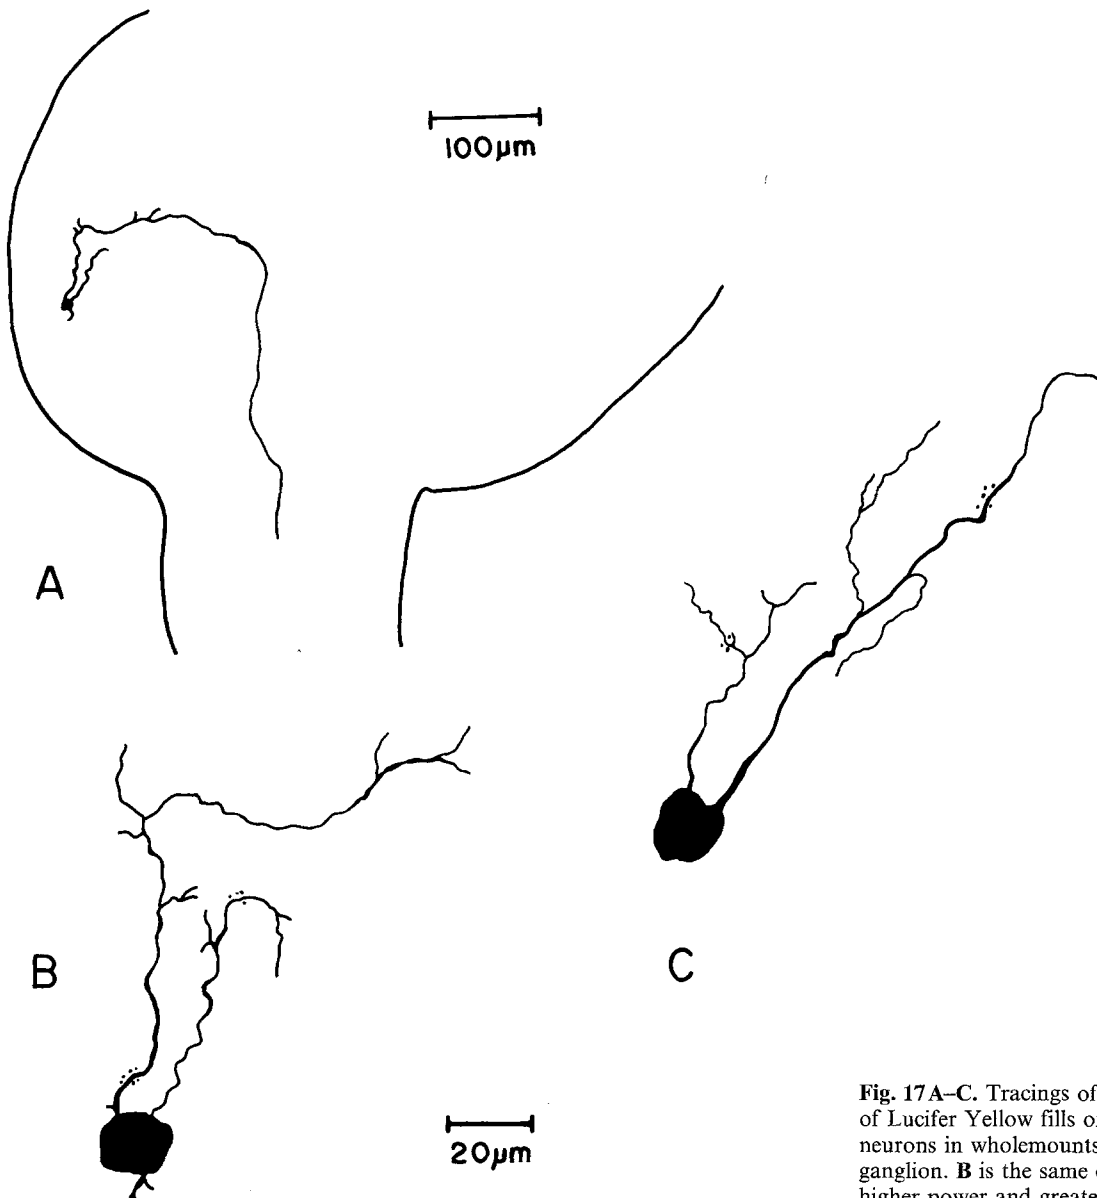 100µm
A
B
C
20µm
Fig. 17A–C. Tracings of
of Lucifer Yellow fills
neurons in wholemounts
ganglion. B is the same
higher power and